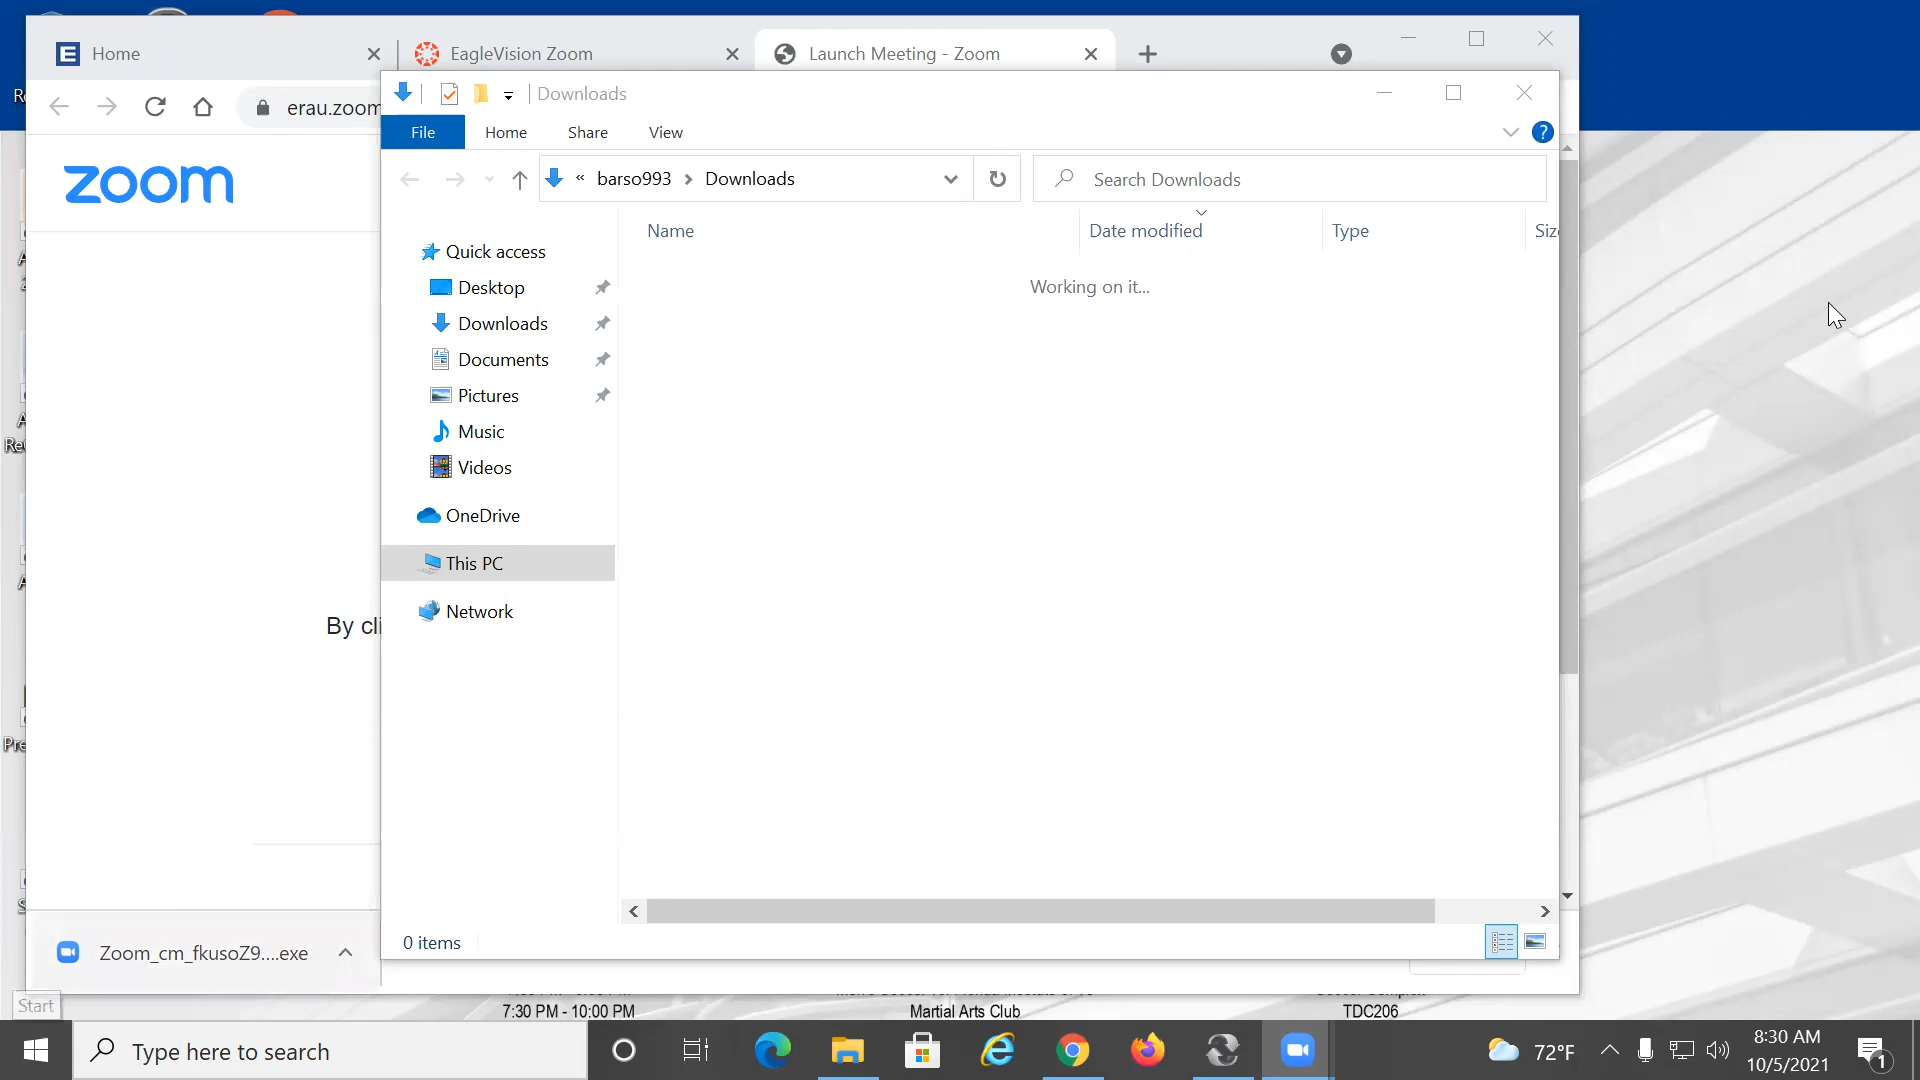 Home
EagleVision Zoom
Launch Meeting - Zoom
erau.zoom
zoom
Downloads
File
Home
Share
View
?
« barso993 > Downloads
Search Downloads
Name
Date modified
Type
Quick access
Desktop
Downloads
Documents
Pictures
Music
Videos
OneDrive
This PC
Network
Working on it...
By cli
0 items
Zoom_cm_fkusoZ9....exe
Start
7:30 PM - 10:00 PM
Martial Arts Club
TDC206
Type here to search
72°F
8:30 AM
10/5/2021
1